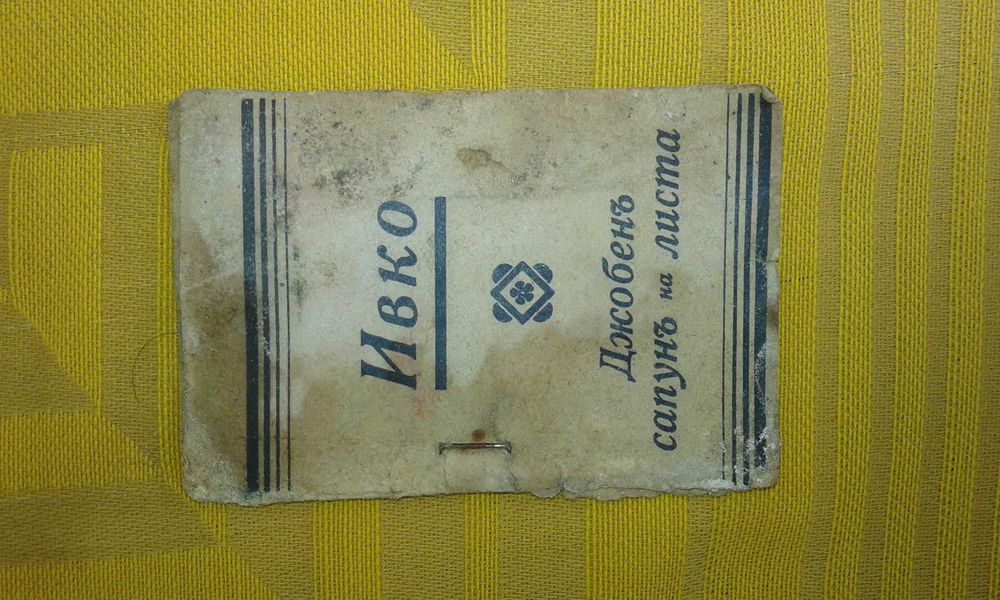 Ивко
Джобенъ
сапунъ на листа